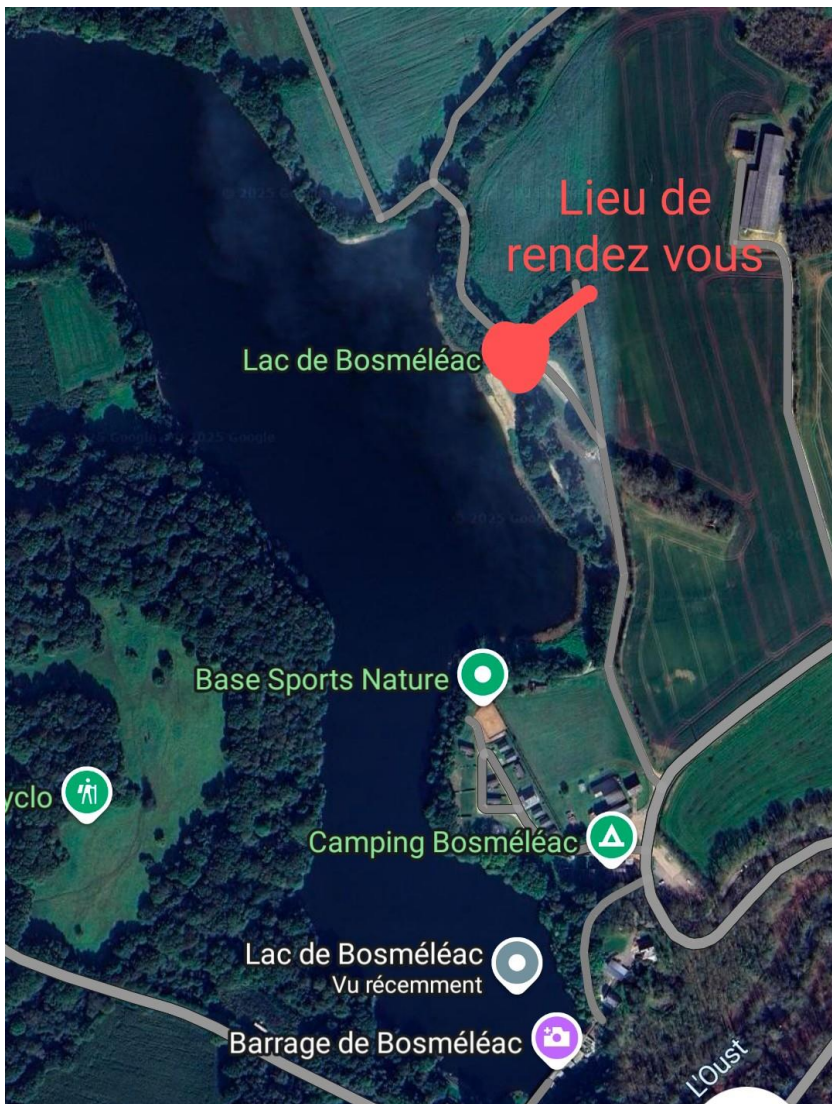 Lieu de
rendez vous
Lac de Bosméléac
Base Sports Nature
yclo
Camping Bosméléac
Lac de Bosméléac
Vu récemment
Barrage de Bosméléac
L'Oust